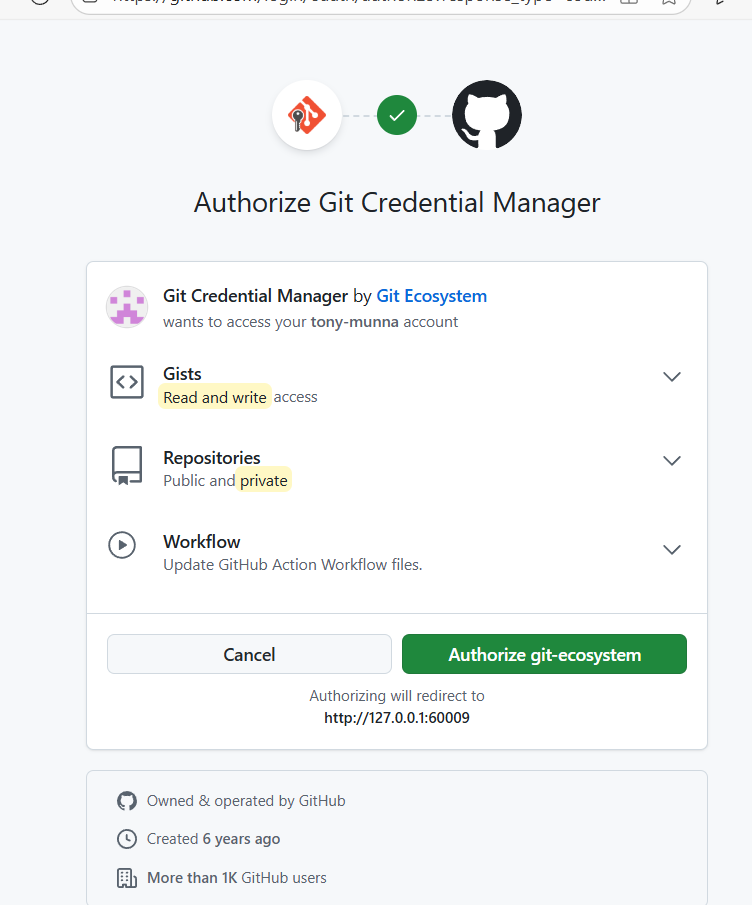 Authorize Git Credential Manager
Git Credential Manager by Git Ecosystem
wants to access your tony-munna account
Gists
Read and write access
Repositories
Public and private
Workflow
Update GitHub Action Workflow files.
Cancel
Authorize git-ecosystem
Authorizing will redirect to
http://127.0.0.1:60009
Owned & operated by GitHub
Created 6 years ago
More than 1K GitHub users